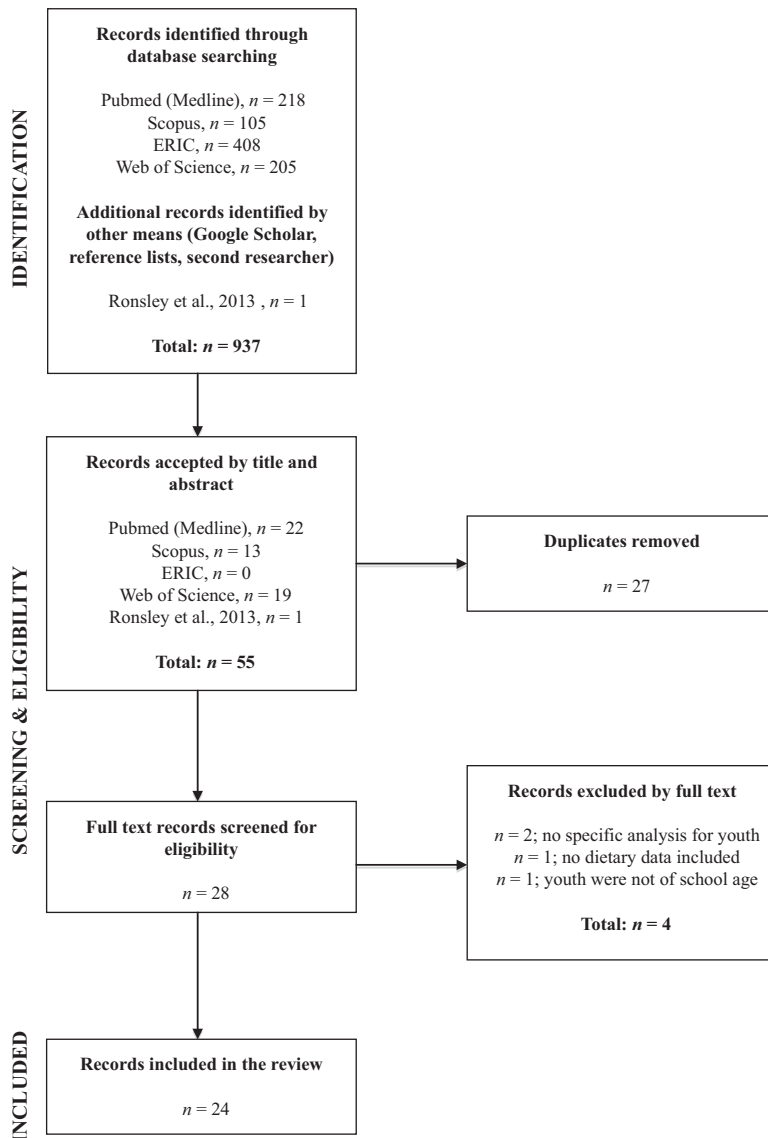 IDENTIFICATION
Records identified through
database searching
Pubmed (Medline), n = 218
Scopus, n = 105
ERIC, n = 408
Web of Science, n = 205
Additional records identified by
other means (Google Scholar,
reference lists, second researcher)
Ronsley et al., 2013 , n = 1
Total: n = 937
SCREENING & ELIGIBILITY
Records accepted by title and
abstract
Pubmed (Medline), n = 22
Scopus, n = 13
ERIC, n = 0
Web of Science, n = 19
Ronsley et al., 2013, n = 1
Total: n = 55
Duplicates removed
n = 27
Full text records screened for
eligibility
n = 28
Records excluded by full text
n = 2; no specific analysis for youth
n = 1; no dietary data included
n = 1; youth were not of school age
Total: n = 4
INCLUDED
Records included in the review
n = 24